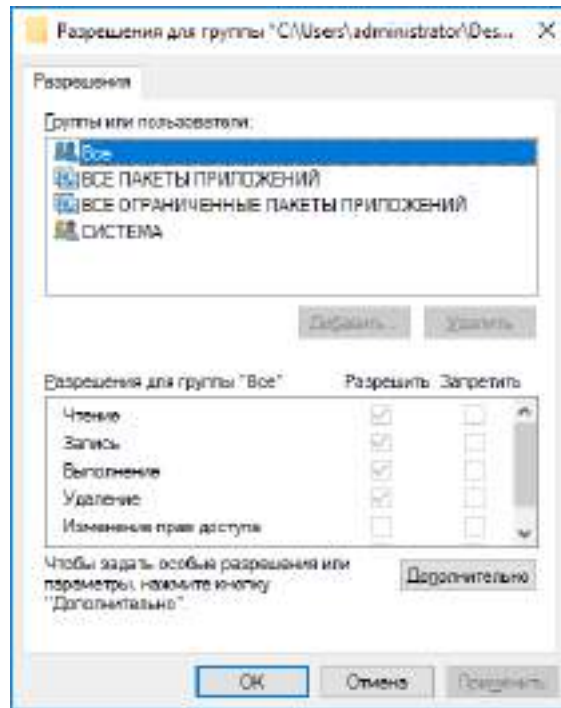 Разрешения для группы "C:\Users\administrator\Des...
Разрешения
Группы или пользователи:
Все
ВСЕ ПАКЕТЫ ПРИЛОЖЕНИЙ
ВСЕ ОГРАНИЧЕННЫЕ ПАКЕТЫ ПРИЛОЖЕНИЙ
СИСТЕМА
Добавить... Удалить
Разрешения для группы "Все" Разрешить Запретить
Чтение
Запись
Выполнение
Удаление
Изменение прав доступа
Чтобы задать особые разрешения или
параметры, нажмите кнопку
"Дополнительно".
Дополнительно
ОК Отмена Применить